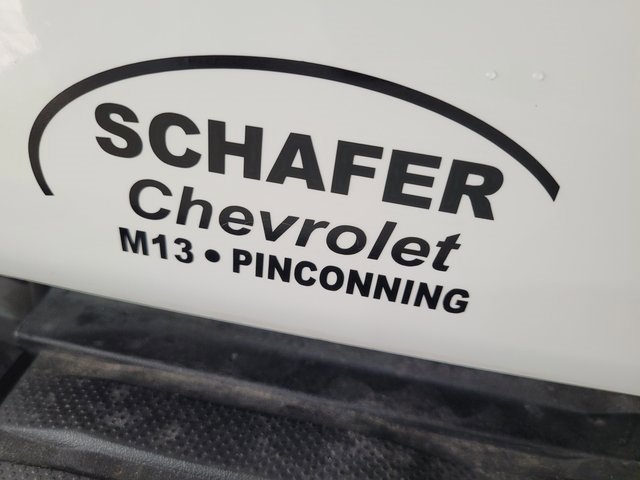 SCHAFER
Chevrolet
M13 • PINCONNING